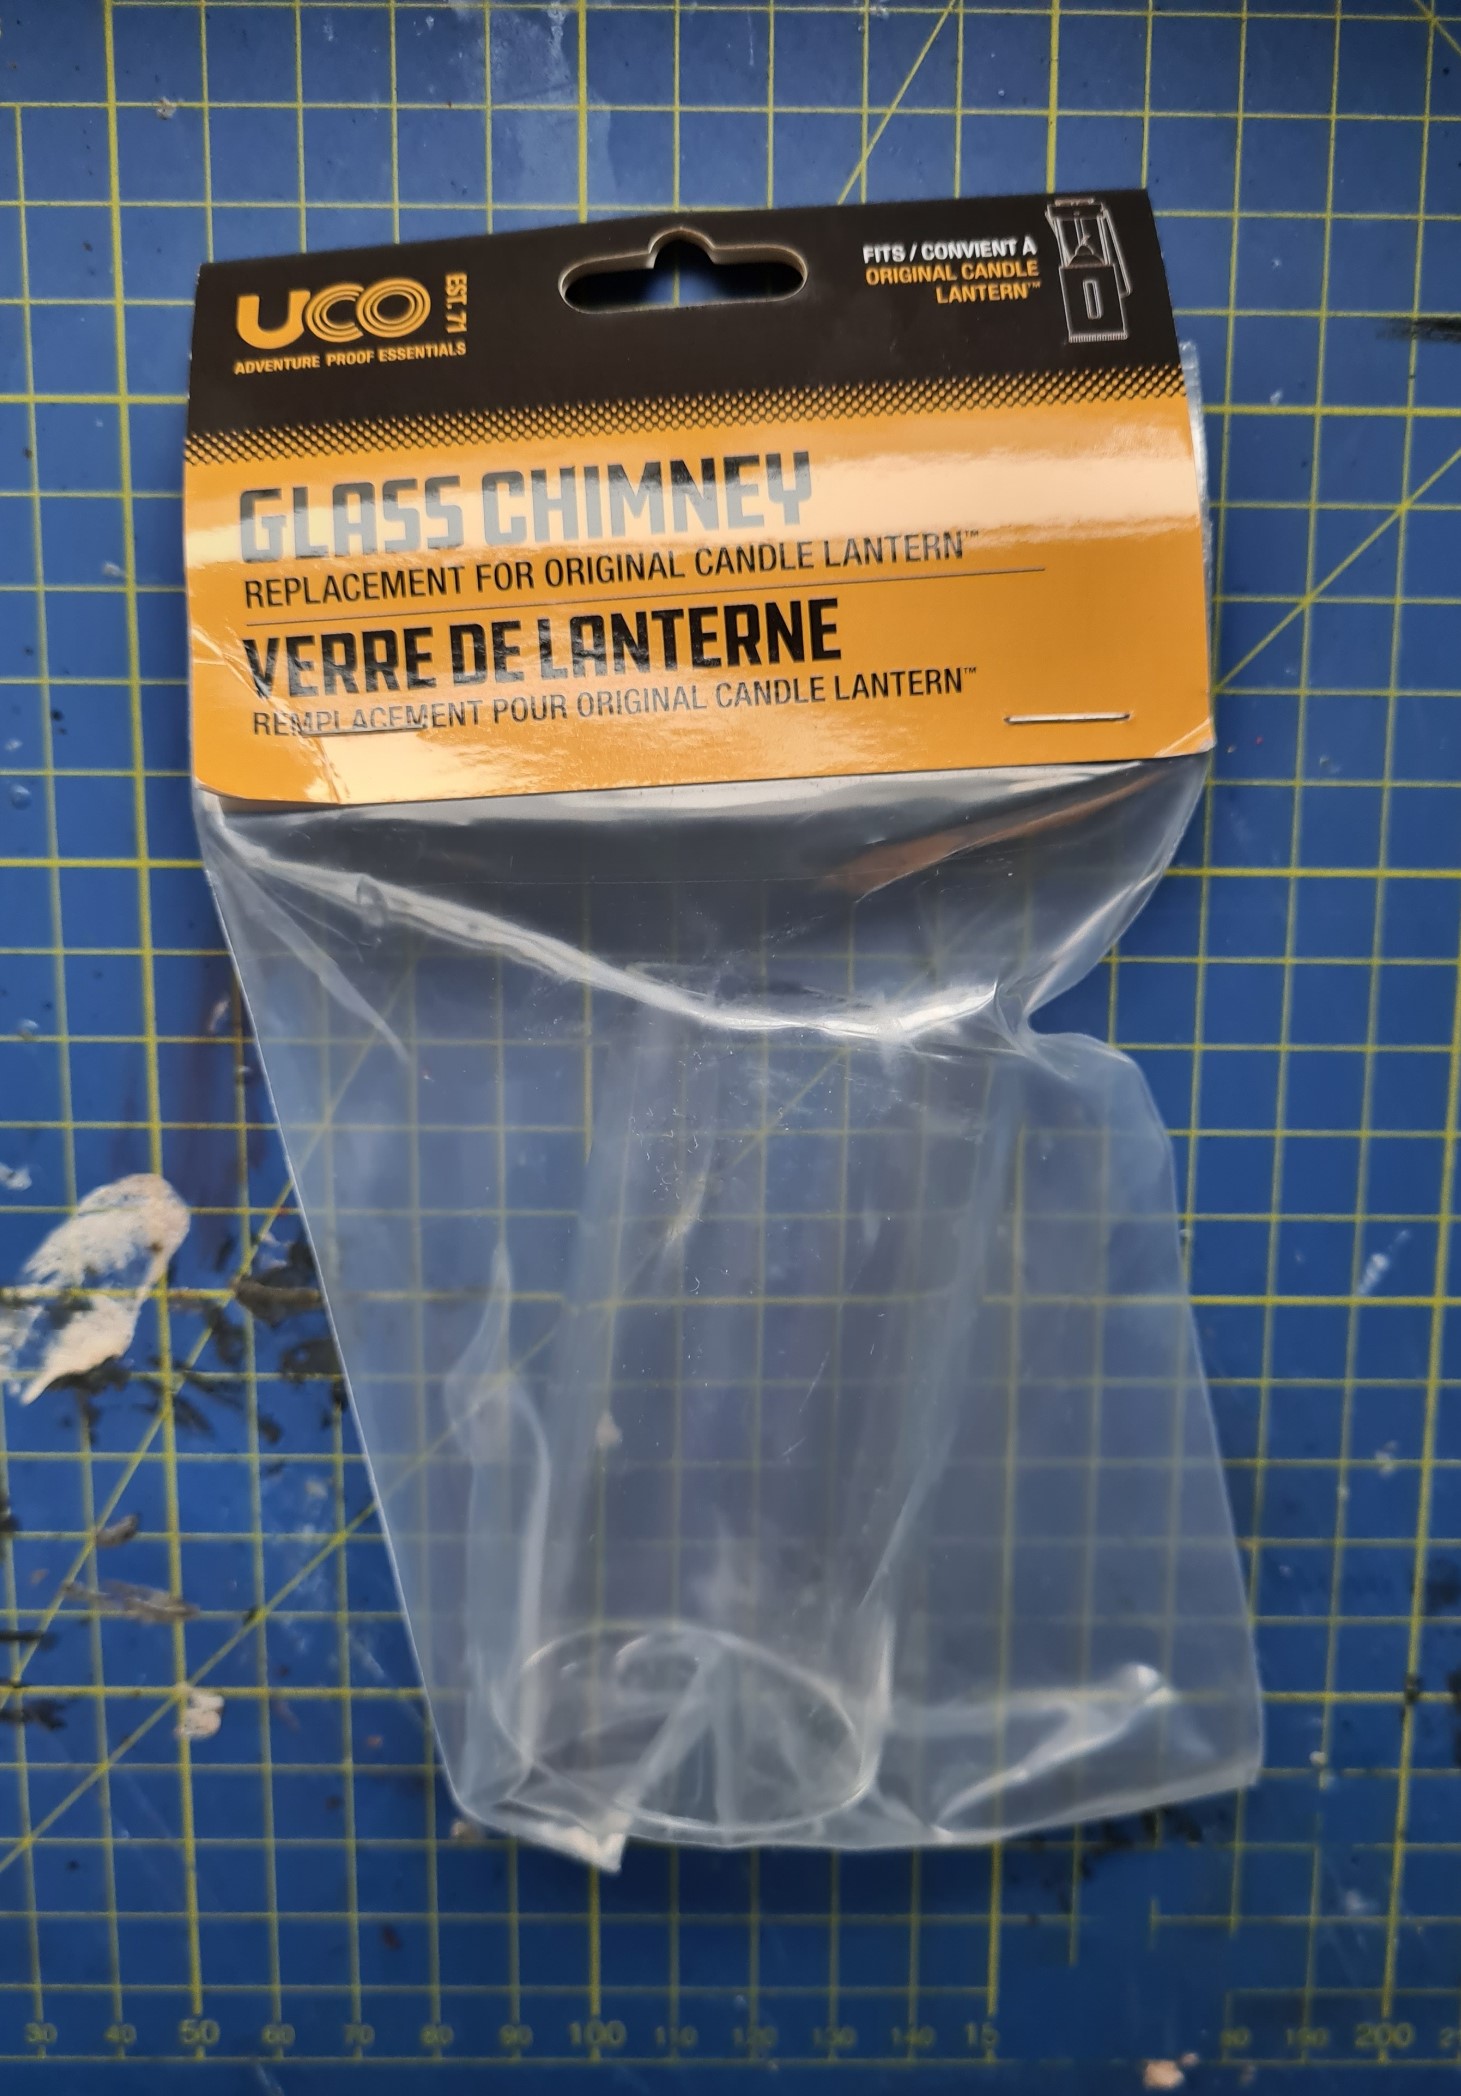 UCO
EST. 71
ADVENTURE PROOF ESSENTIALS
FITS / CONVIENT À
ORIGINAL CANDLE
LANTERN™
GLASS CHIMNEY
REPLACEMENT FOR ORIGINAL CANDLE LANTERN™
VERRE DE LANTERNE
REMPLACEMENT POUR ORIGINAL CANDLE LANTERN™
30 40 50 60 70 80 90 100 110 120 130 140 15 190 200